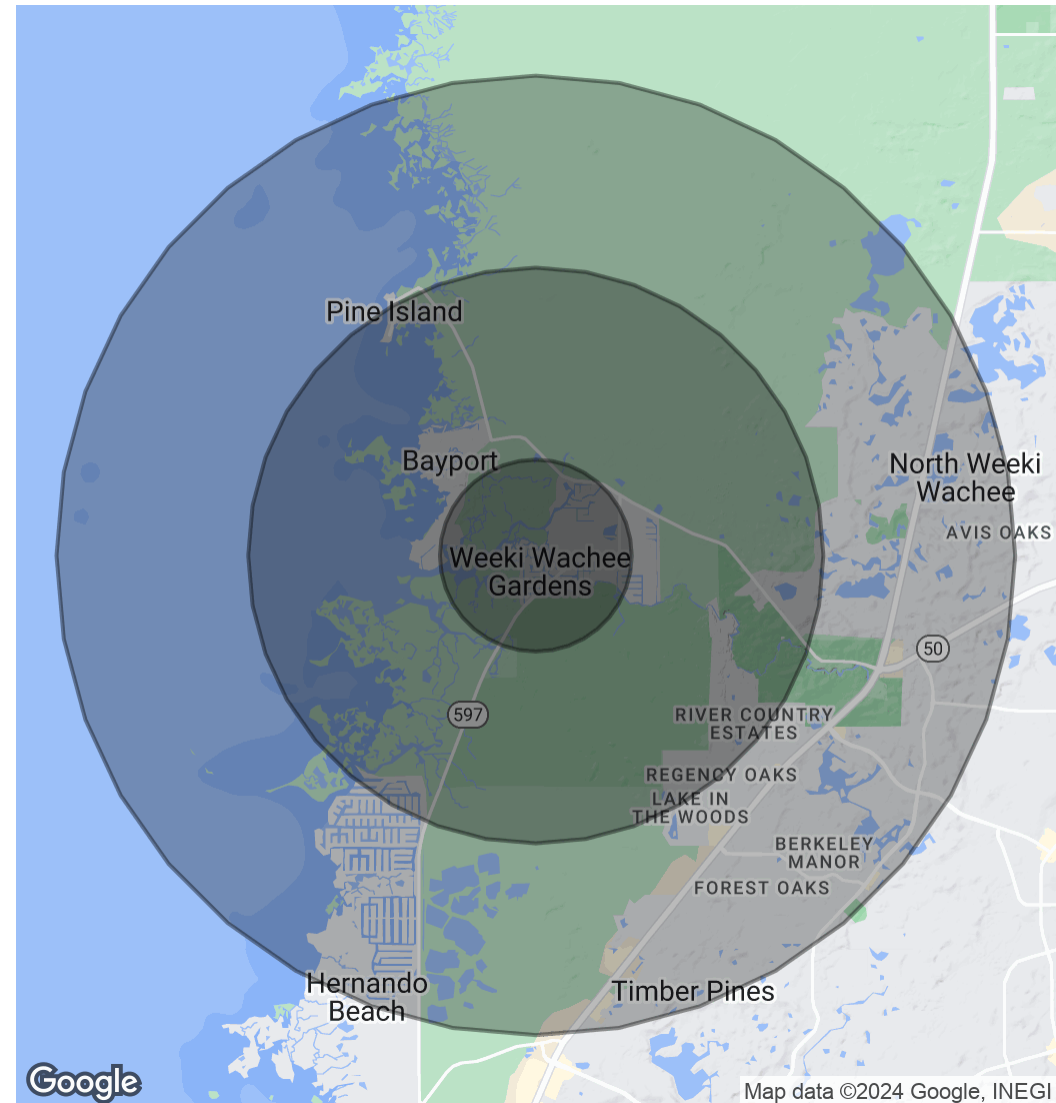 Pine Island
Bayport
North Weeki
Wachee
AVIS OAKS
Weeki Wachee
Gardens
50
597
RIVER COUNTRY
ESTATES
REGENCY OAKS
LAKE IN
THE WOODS
BERKELEY
MANOR
FOREST OAKS
Hernando
Beach
Timber Pines
Google
Map data ©2024 Google, INEGI